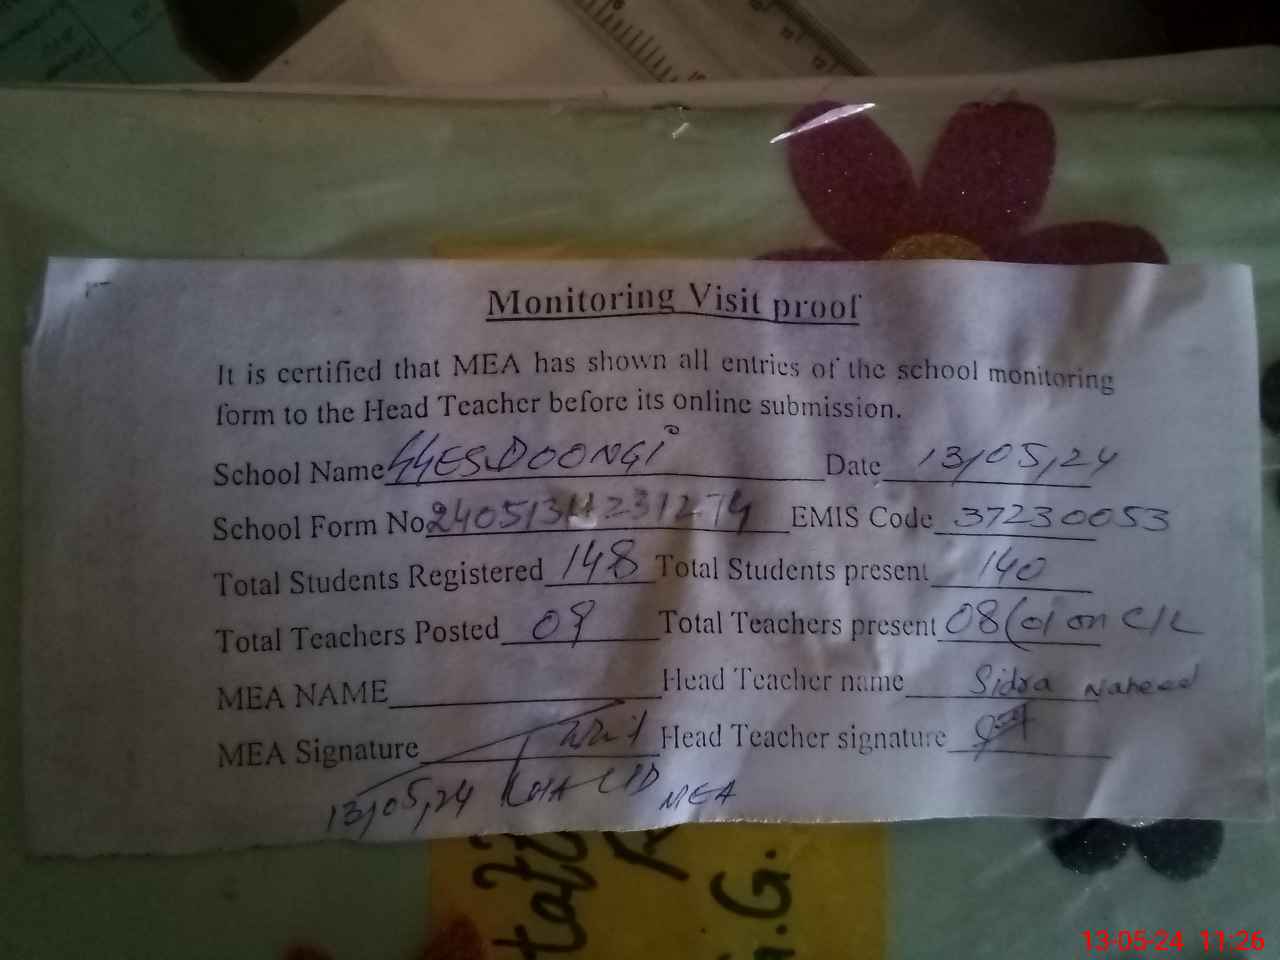 Monitoring Visit proof
It is certified that MEA has shown all entries of the school monitoring
form to the Head Teacher before its online submission.
School Name GGES DOONGI Date 13,05,24
School Form No 24051311231274 EMIS Code 37230053
Total Students Registered 148 Total Students present 140
Total Teachers Posted 09 Total Teachers present 08 (01 on C/L
MEA NAME Head Teacher name Sidra Naheed
MEA Signature Head Teacher signature
13,05,24 KHALID MEA
G.
13-05-24 11:26